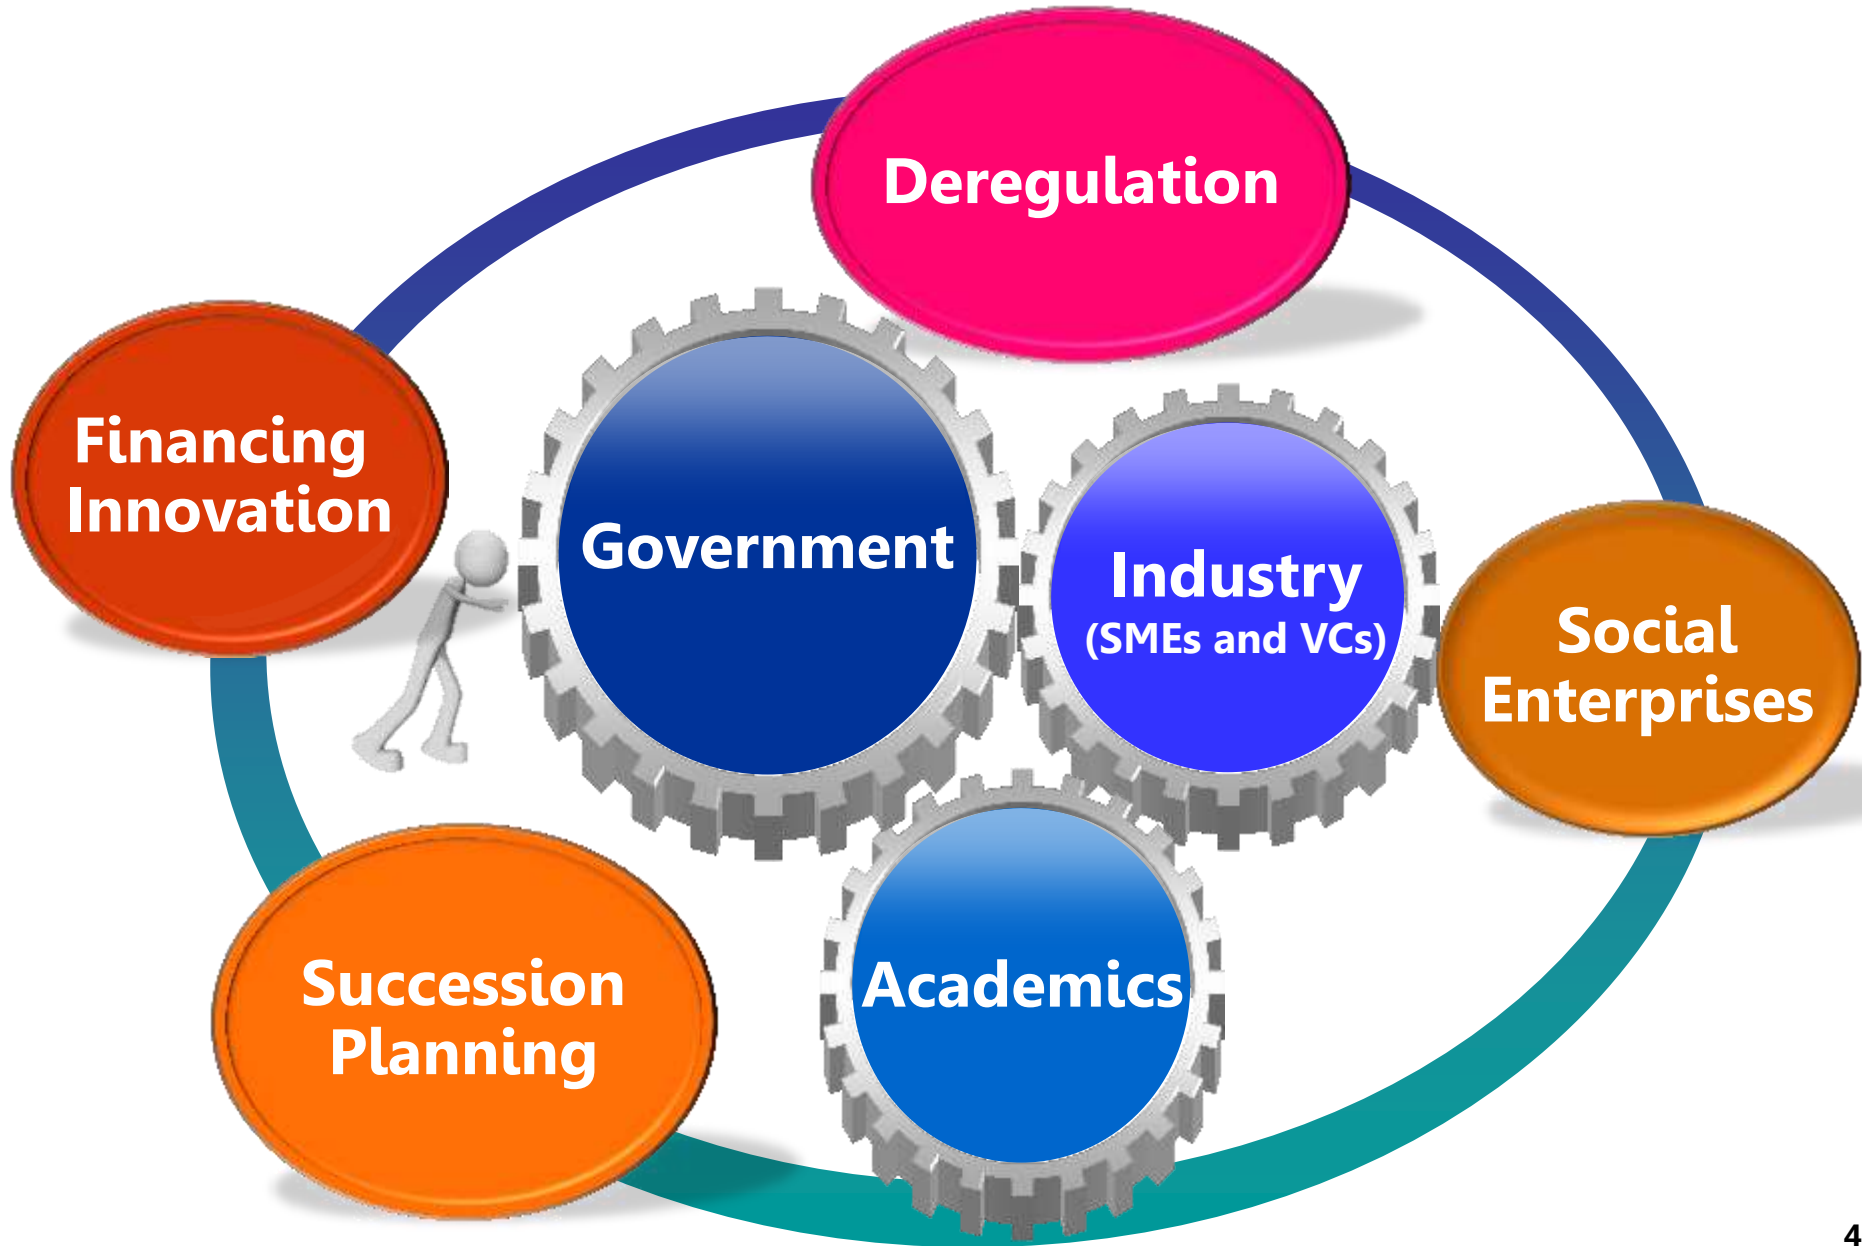 Deregulation
Financing
Innovation
Government
Industry
(SMEs and VCs)
Social
Enterprises
Succession
Planning
Academics
4